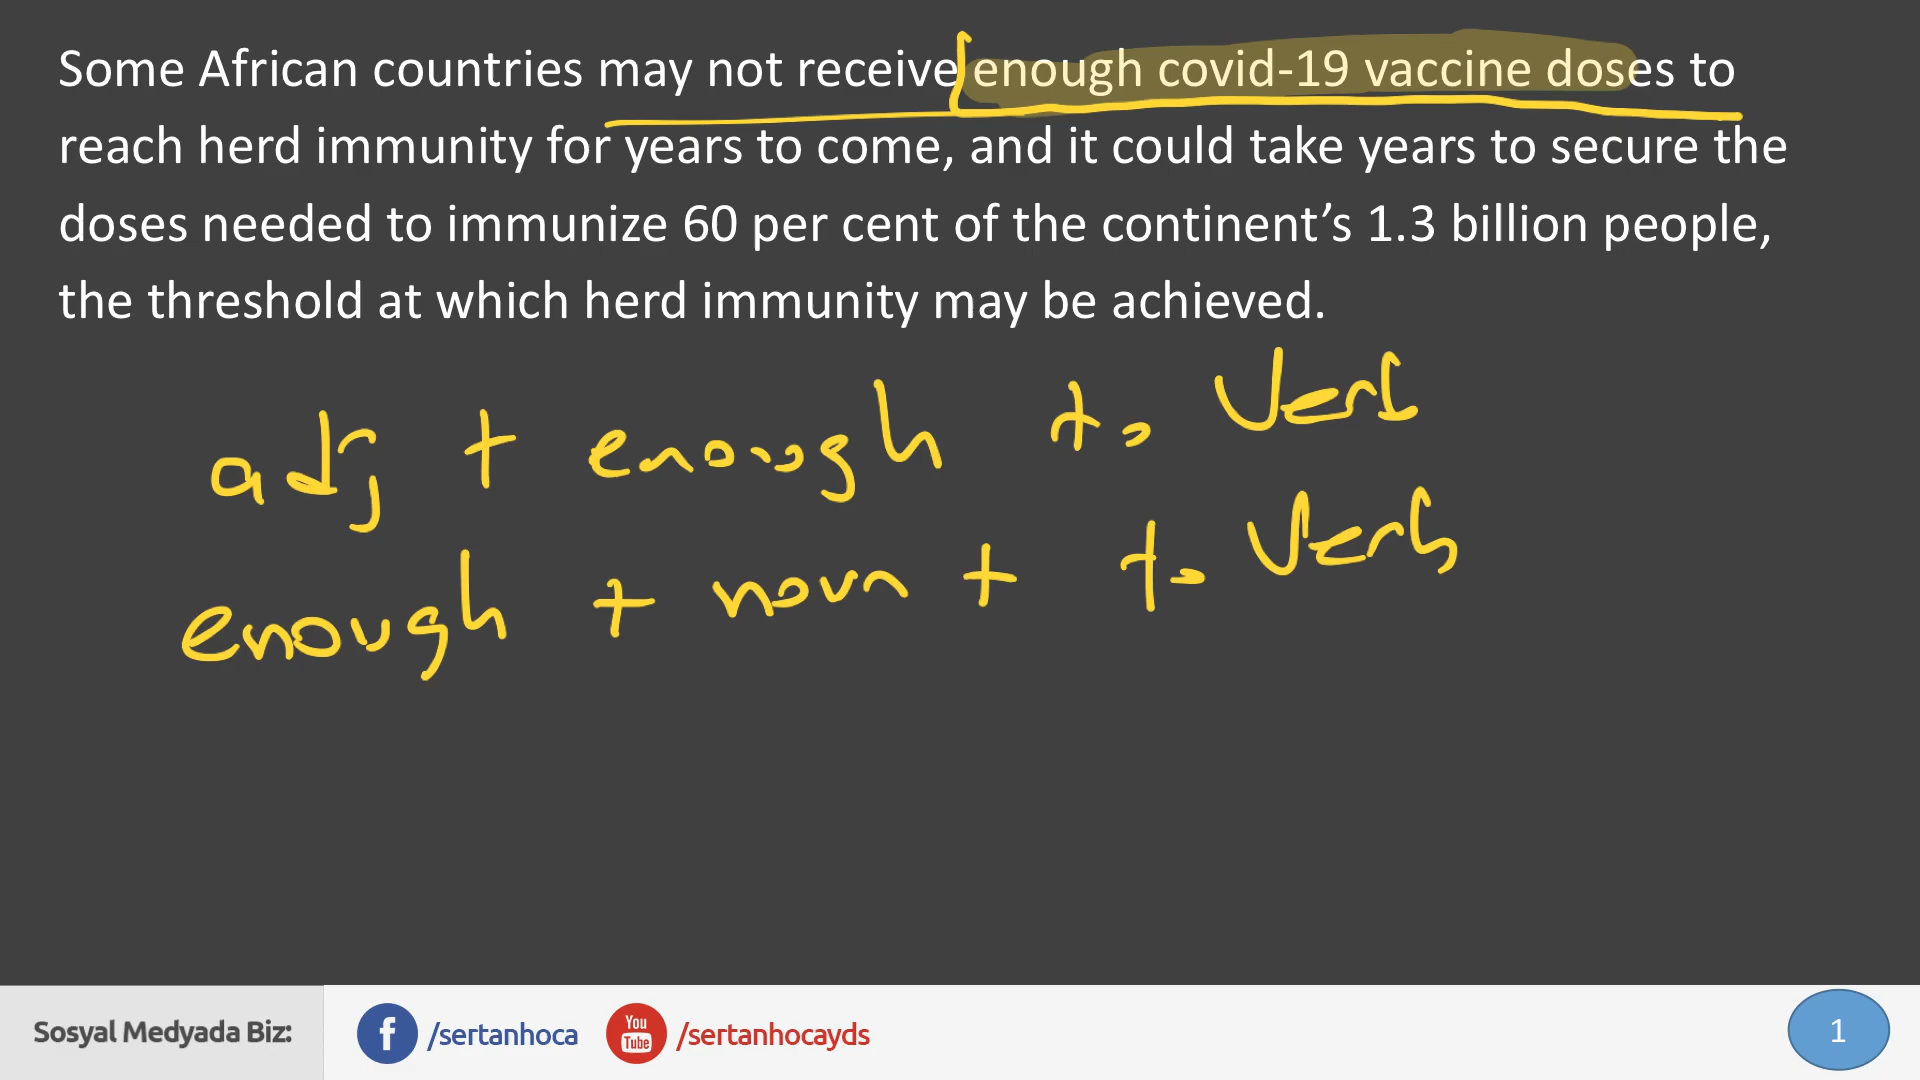 Some African countries may not receive enough covid-19 vaccine doses to
reach herd immunity for years to come, and it could take years to secure the
doses needed to immunize 60 per cent of the continent’s 1.3 billion people,
the threshold at which herd immunity may be achieved.
adj + enough to Verb
enough + noun + to Verb
Sosyal Medyada Biz: f /sertanhoca You Tube /sertanhocayds 1